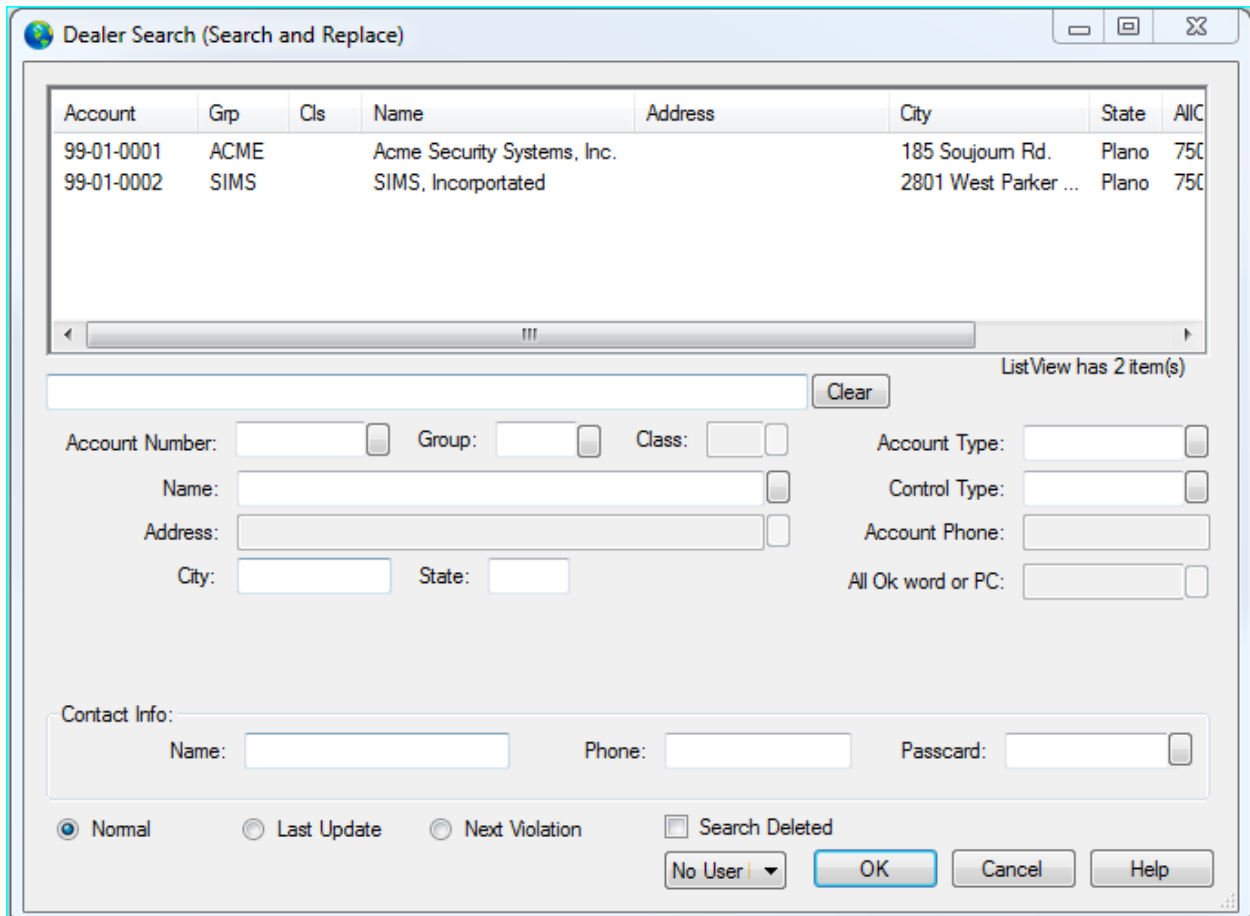 Dealer Search (Search and Replace)
Account Grp Cls Name Address City State AllC
99-01-0001 ACME Acme Security Systems, Inc. 185 Soujourn Rd. Plano 750
99-01-0002 SIMS SIMS, Incorportated 2801 West Parker ... Plano 750
ListView has 2 item(s)
Clear
Account Number: Group: Class: Account Type:
Name: Control Type:
Address: Account Phone:
City: State: All Ok word or PC:
Contact Info:
Name: Phone: Passcard:
Normal Last Update Next Violation Search Deleted
No User OK Cancel Help